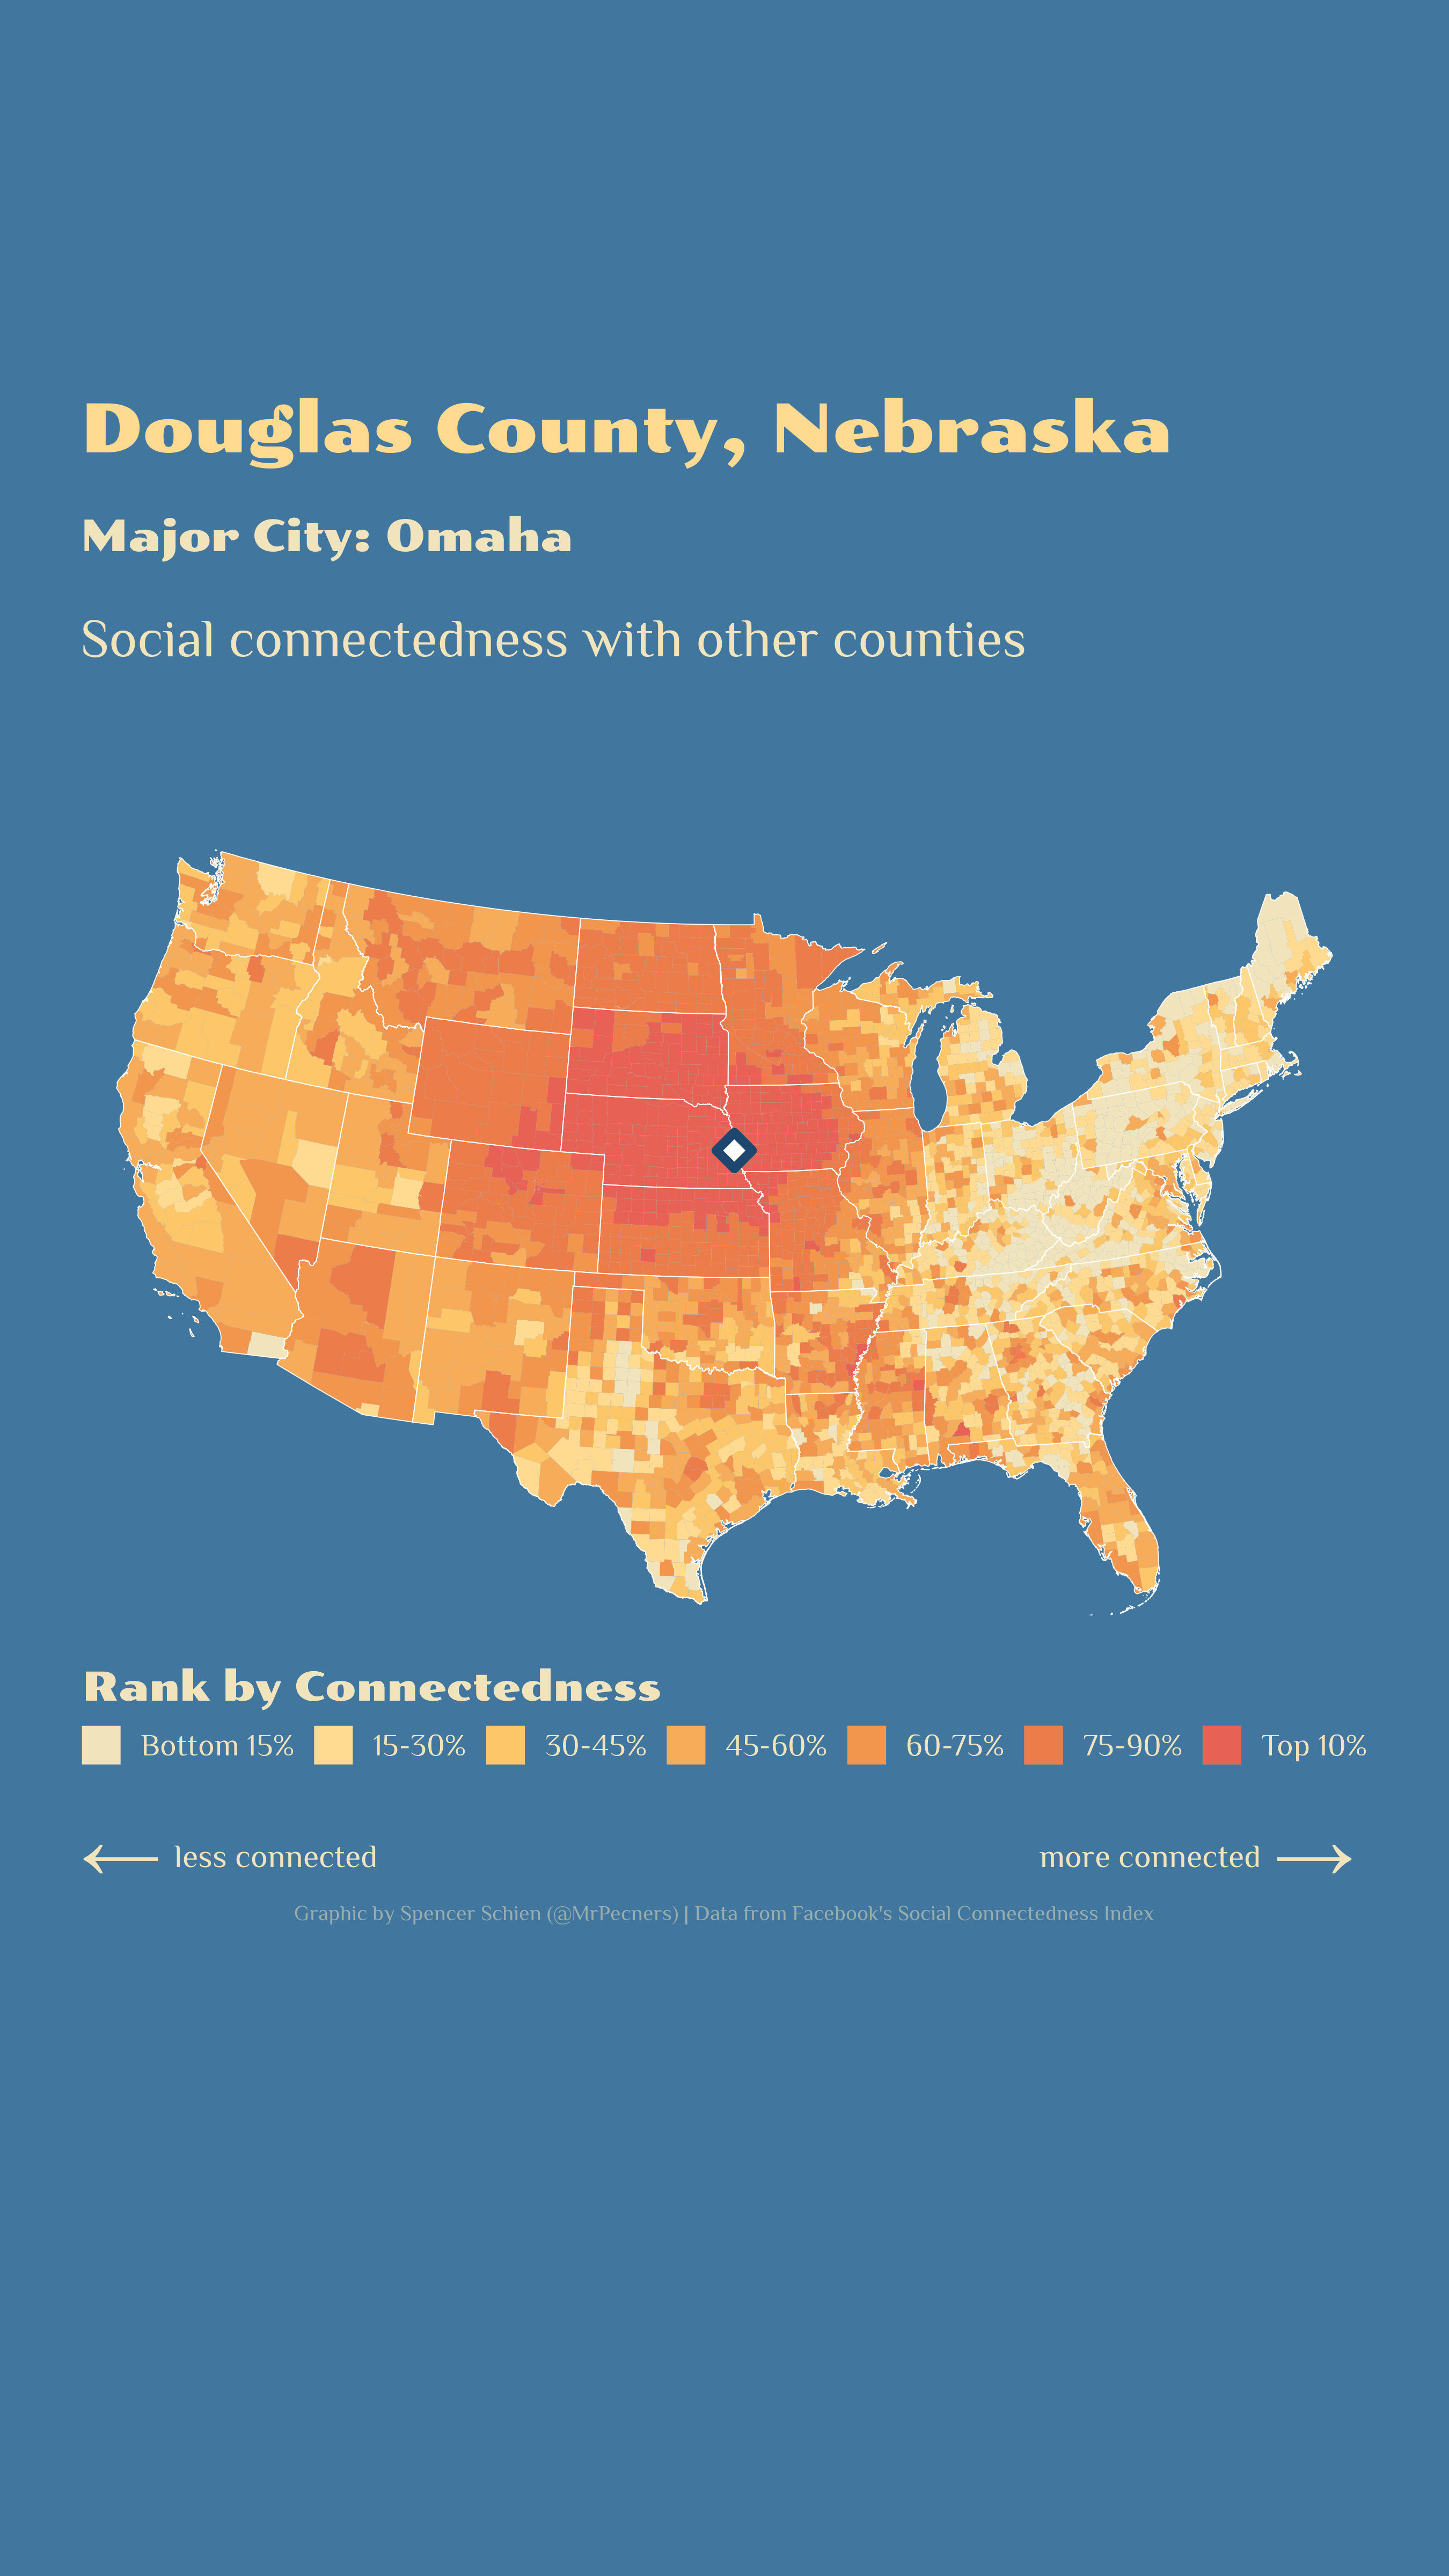 Douglas County, Nebraska
Major City: Omaha
Social connectedness with other counties
Rank by Connectedness
Bottom 15% 15-30% 30-45% 45-60% 60-75% 75-90% Top 10%
← less connected more connected →
Graphic by Spencer Schien (@MrPecners) | Data from Facebook's Social Connectedness Index